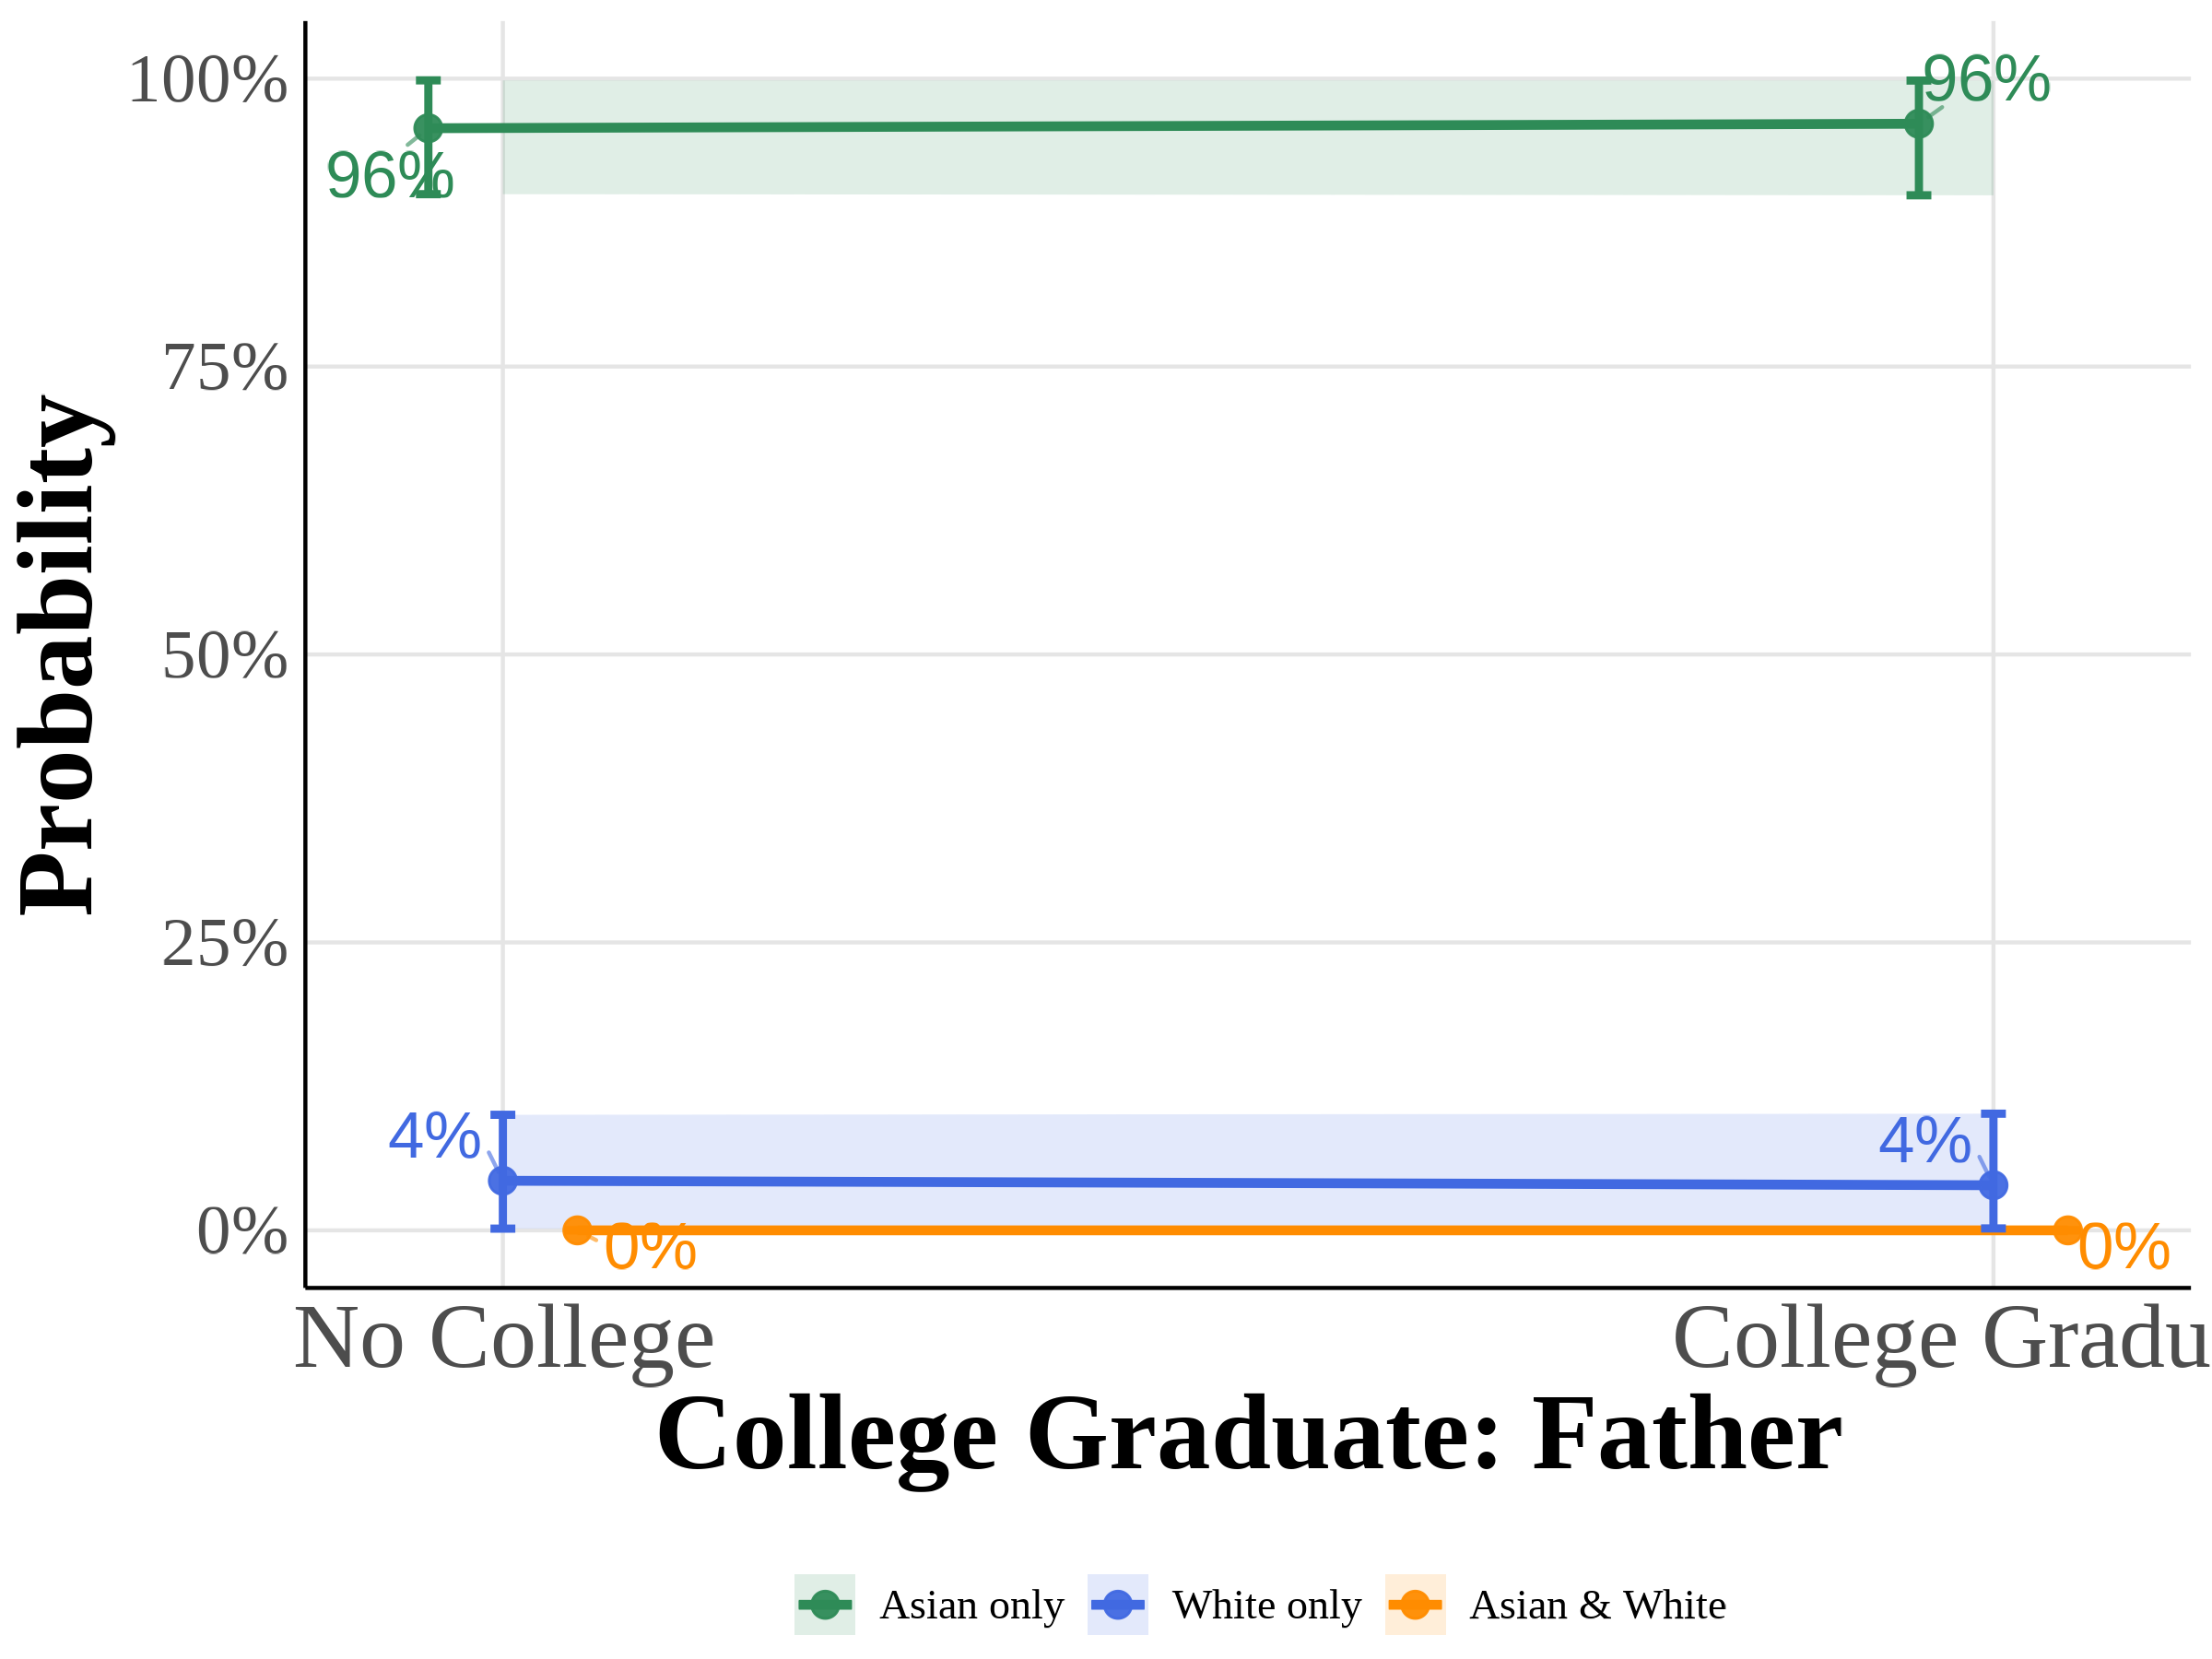 100%
96%
96%
75%
Probability
50%
25%
4%
4%
0%
0%
0%
No College
College Gradu
College Graduate: Father
Asian only
White only
Asian & White